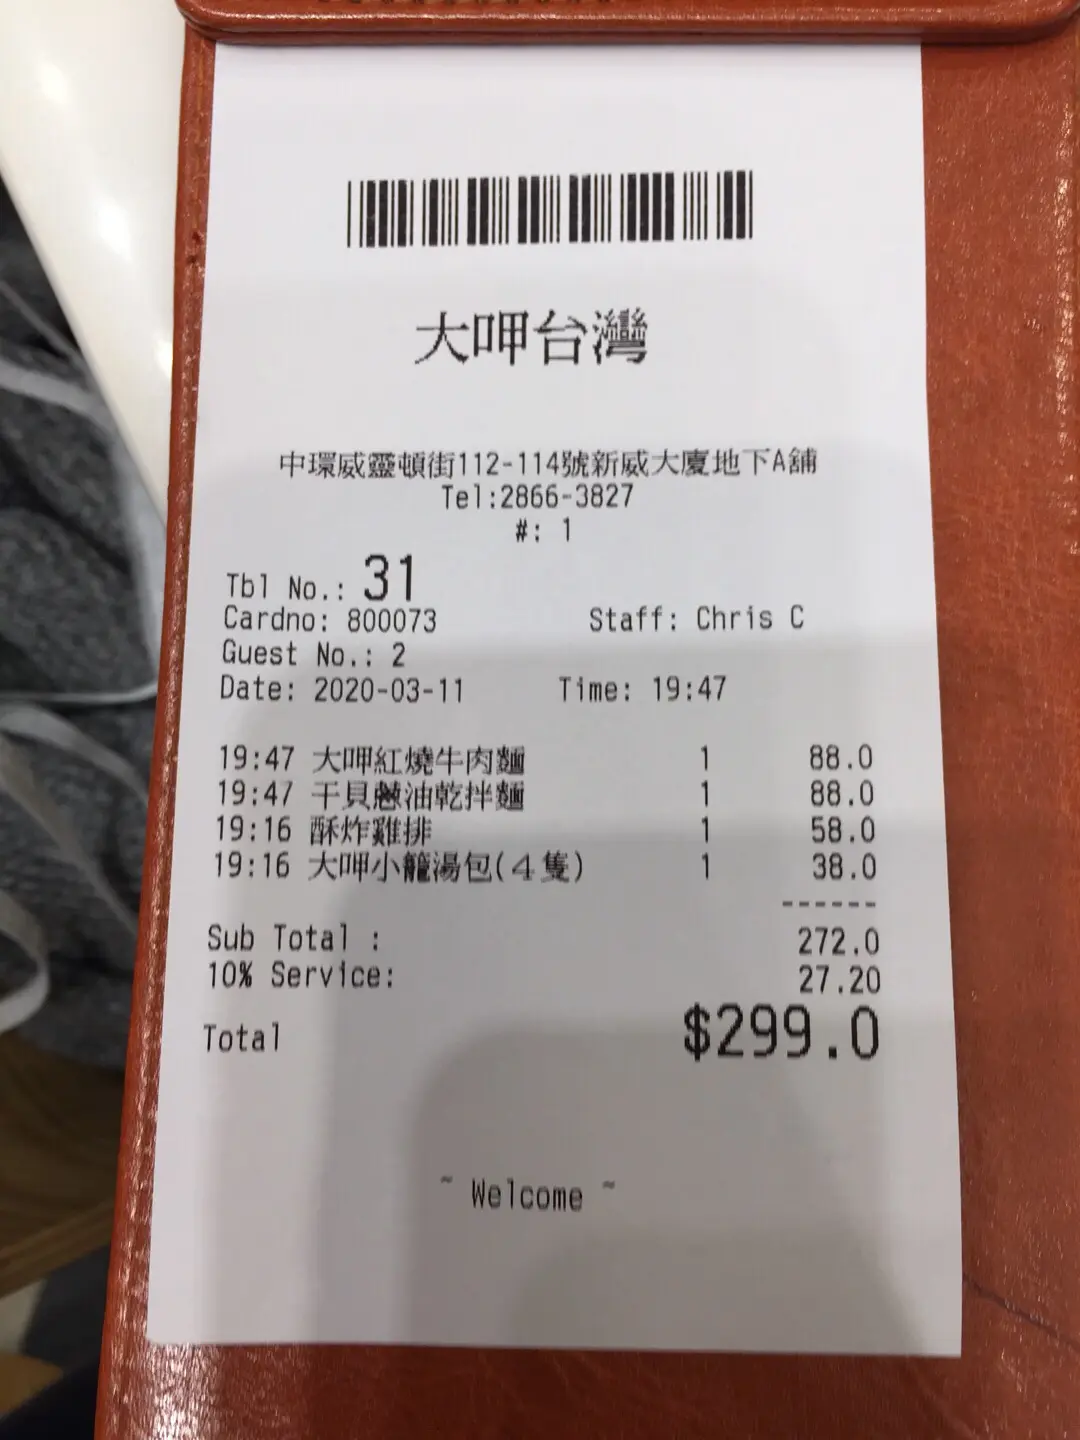 大呷台灣
中環威靈頓街112-114號新威大廈地下A舖
Tel:2866-3827
#: 1
Tbl No.: 31
Cardno: 800073 Staff: Chris C
Guest No.: 2
Date: 2020-03-11 Time: 19:47
19:47 大呷紅燒牛肉麵 1 88.0
19:47 干貝蔥油乾拌麵 1 88.0
19:16 酥炸雞排 1 58.0
19:16 大呷小籠湯包(4隻) 1 38.0
------
Sub Total : 272.0
10% Service: 27.20
Total $299.0
~ Welcome ~